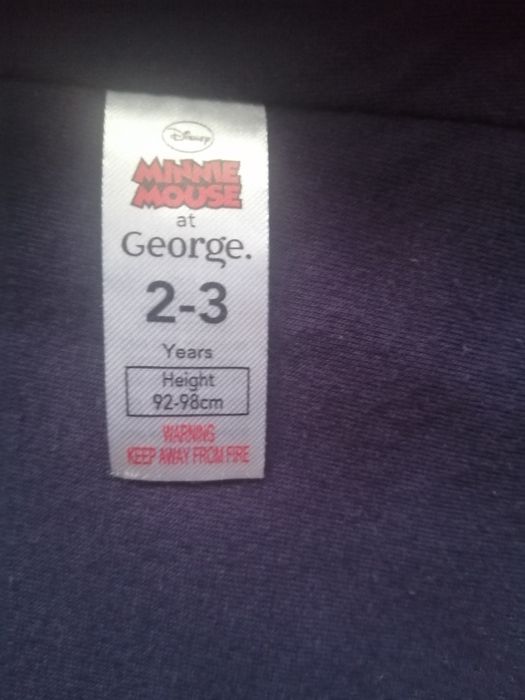 Disney
MINNIE
MOUSE
at
George.
2-3
Years
Height
92-98cm
WARNING
KEEP AWAY FROM FIRE